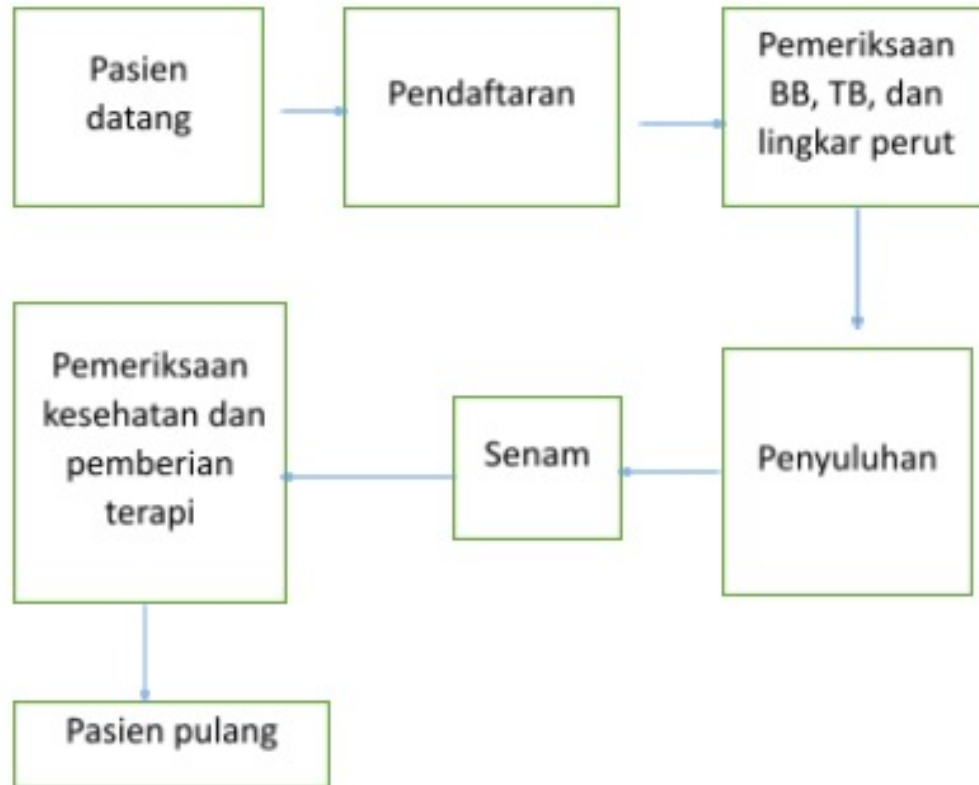 Pasien
datang
Pendaftaran
Pemeriksaan
BB, TB, dan
lingkar perut
Penyuluhan
Senam
Pemeriksaan
kesehatan dan
pemberian
terapi
Pasien pulang